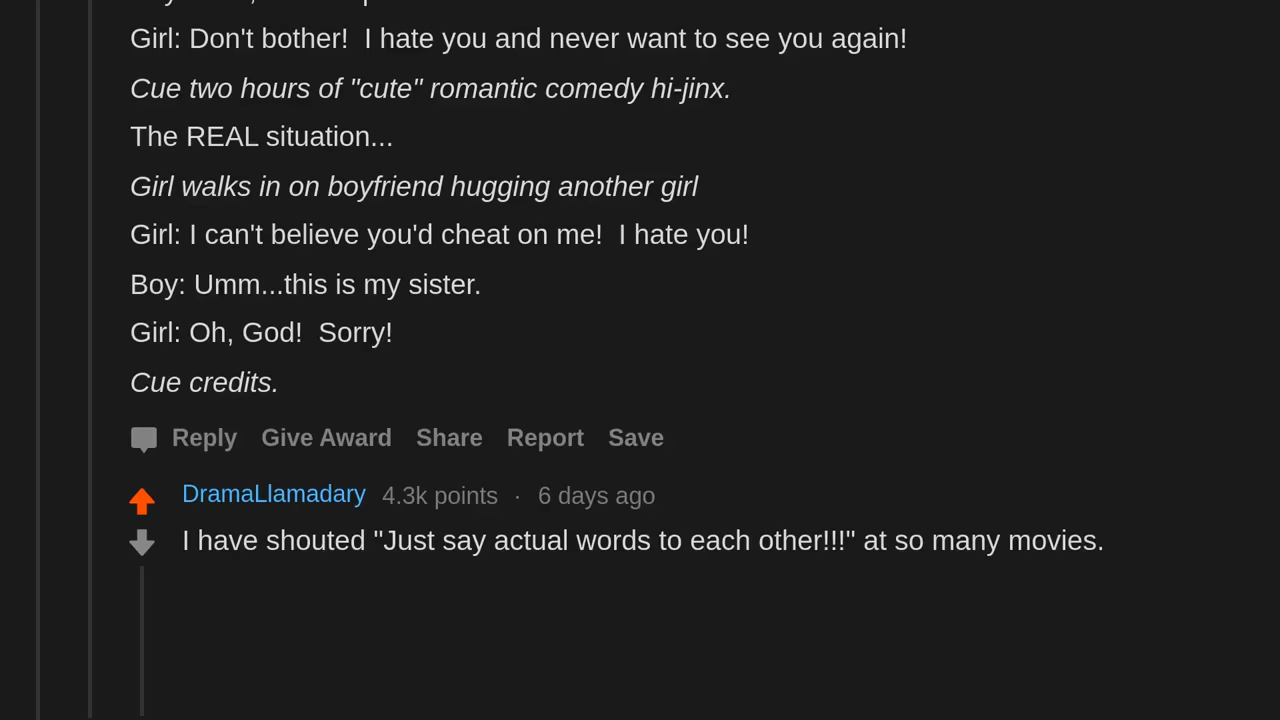 Girl: Don't bother!  I hate you and never want to see you again!
Cue two hours of "cute" romantic comedy hi-jinx.
The REAL situation...
Girl walks in on boyfriend hugging another girl
Girl: I can't believe you'd cheat on me!  I hate you!
Boy: Umm...this is my sister.
Girl: Oh, God!  Sorry!
Cue credits.
Reply Give Award Share Report Save
DramaLlamadary 4.3k points · 6 days ago
I have shouted "Just say actual words to each other!!!" at so many movies.